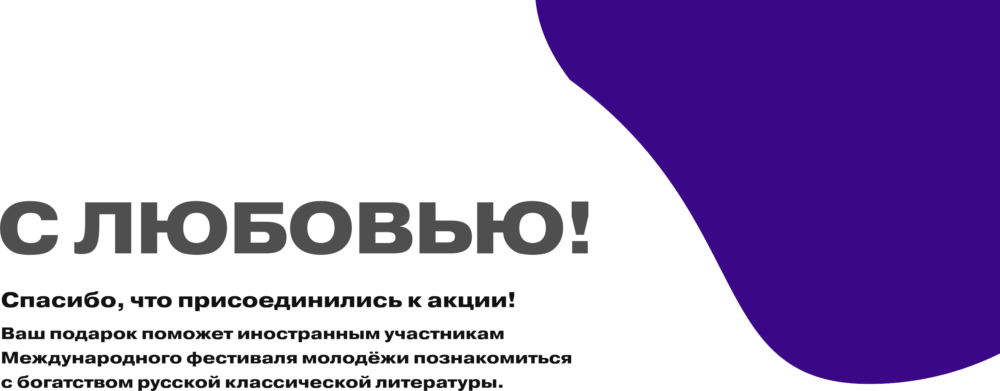 С ЛЮБОВЬЮ!
Спасибо, что присоединились к акции!
Ваш подарок поможет иностранным участникам
Международного фестиваля молодёжи познакомиться
с богатством русской классической литературы.